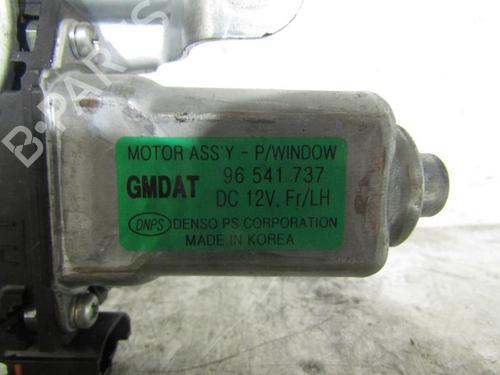 B-PARTS
MOTOR ASS'Y - P/WINDOW
GMDAT 96 541 737
DC 12V, Fr/LH
DNPS DENSO PS CORPORATION
MADE IN KOREA